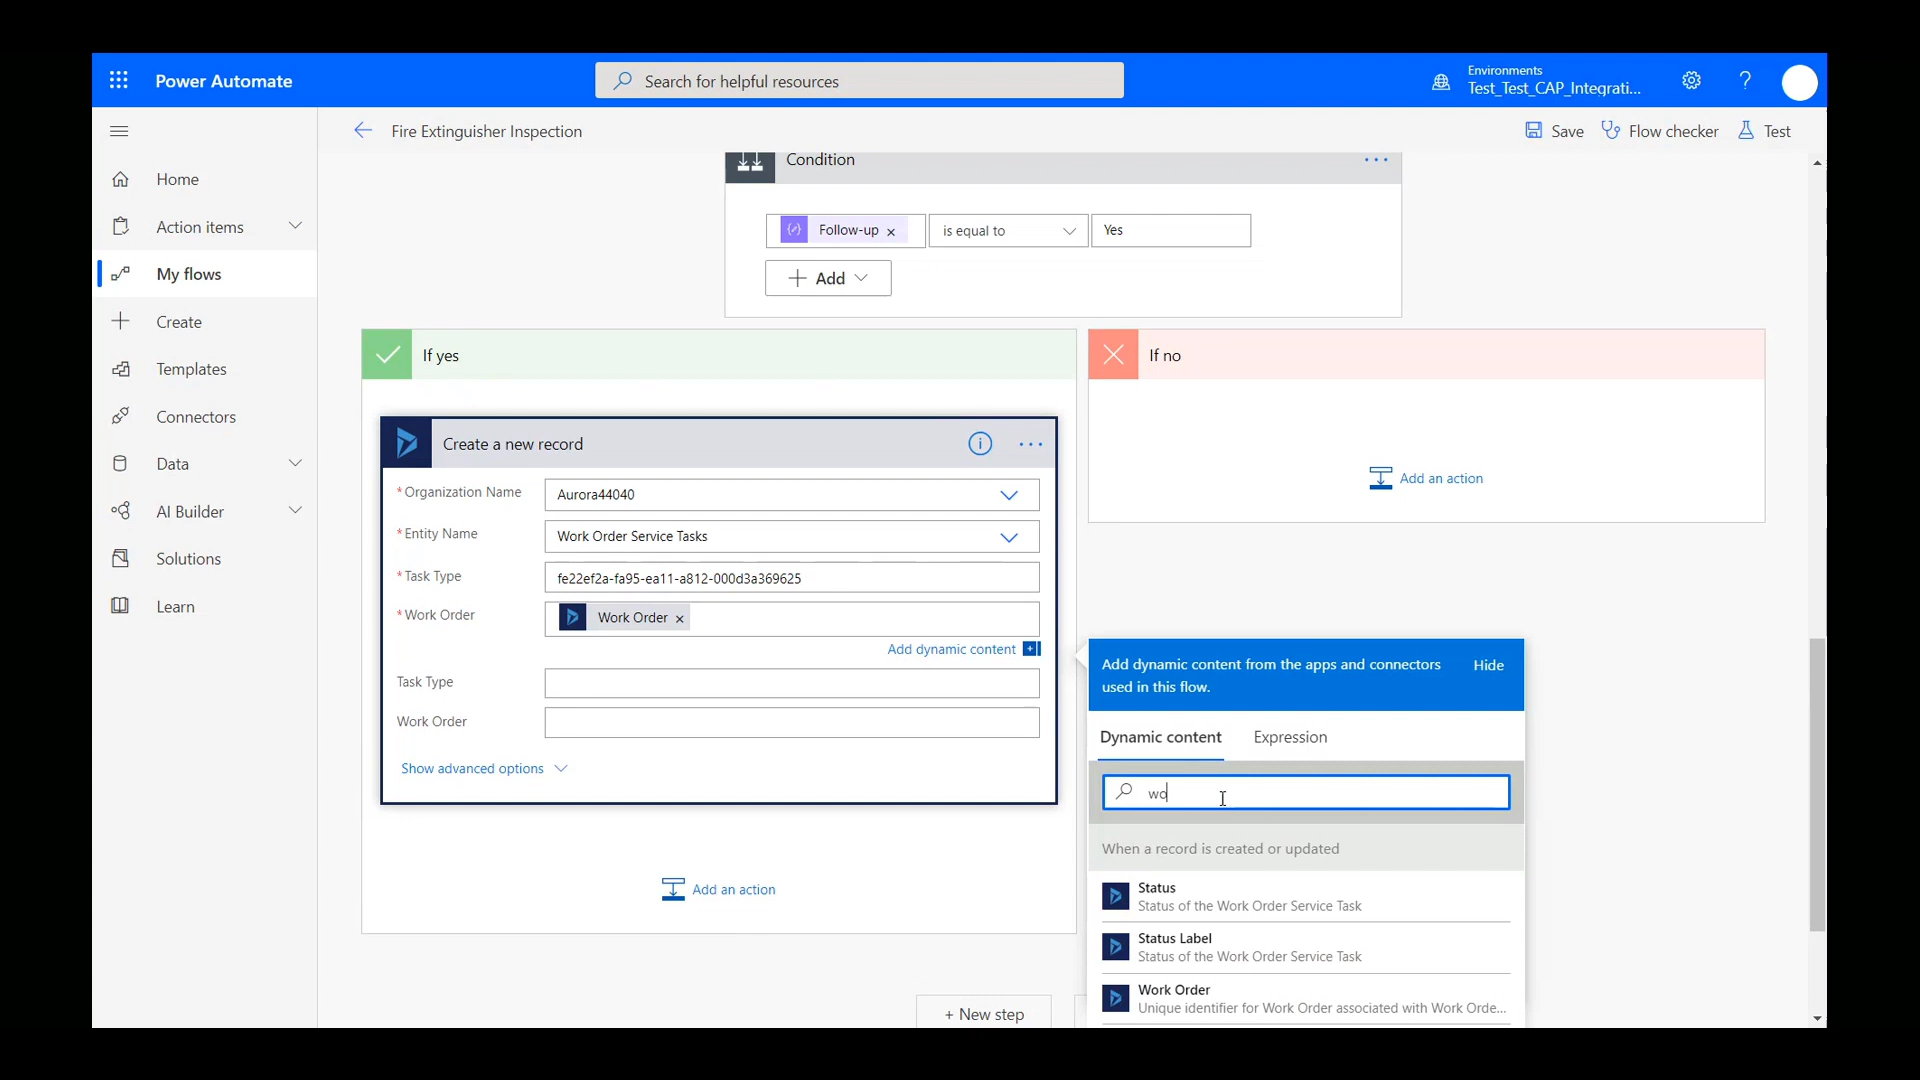 Power Automate
Search for helpful resources
Environments
Test_Test_CAP_Integrati...
?
Fire Extinguisher Inspection
Save
Flow checker
Test
Home
Action items
My flows
Create
Templates
Connectors
Data
AI Builder
Solutions
Learn
Condition
Follow-up
is equal to
Yes
Add
If yes
If no
Create a new record
*Organization Name
Aurora44040
*Entity Name
Work Order Service Tasks
*Task Type
fe22ef2a-fa95-ea11-a812-000d3a369625
*Work Order
Work Order
Add dynamic content
Task Type
Work Order
Show advanced options
Add an action
Add an action
+ New step
Add dynamic content from the apps and connectors
used in this flow.
Hide
Dynamic content
Expression
wo
When a record is created or updated
Status
Status of the Work Order Service Task
Status Label
Status of the Work Order Service Task
Work Order
Unique identifier for Work Order associated with Work Orde...